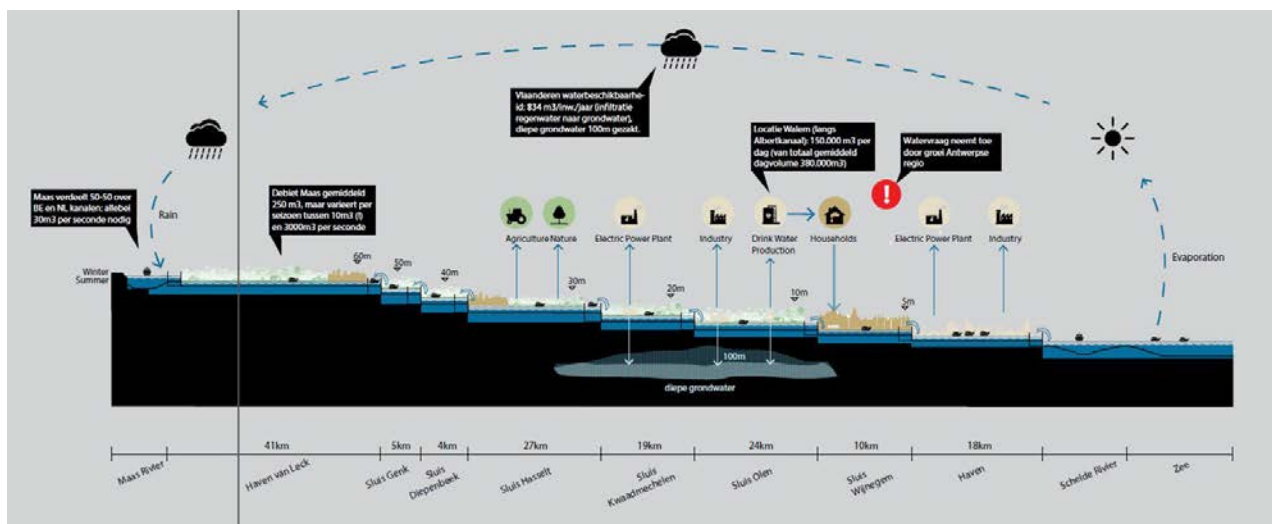 Vlaanderen waterbeschikbaarhe-
id: 834 m3/inw./jaar (infiltratie
regenwater naar grondwater),
diepe grondwater 100m gezakt.
Locatie Walem (langs
Albertkanaal): 150.000 m3 per
dag (van totaal gemiddeld
dagvolume 380.000m3)
Watervraag neemt toe
door groei Antwerpse
regio
Maas verdeelt 50-50 over
BE en NL kanalen: allebei
30m3 per seconde nodig
Rain
Debiet Maas gemiddeld
250 m3, maar varieert per
seizoen tussen 10m3 (!)
en 3000m3 per seconde
!
Agriculture
Nature
Electric Power Plant
Industry
Drink Water
Production
Households
Electric Power Plant
Industry
Evaporation
Winter
Summer
60m
50m
40m
30m
20m
10m
5m
100m
diepe grondwater
41km
5km
4km
27km
19km
24km
10km
18km
Maas Rivier
Haven van Leck
Sluis Genk
Sluis
Diepenbeek
Sluis Hasselt
Sluis
Kwaadmechelen
Sluis Olen
Sluis
Wijnegem
Haven
Schelde Rivier
Zee